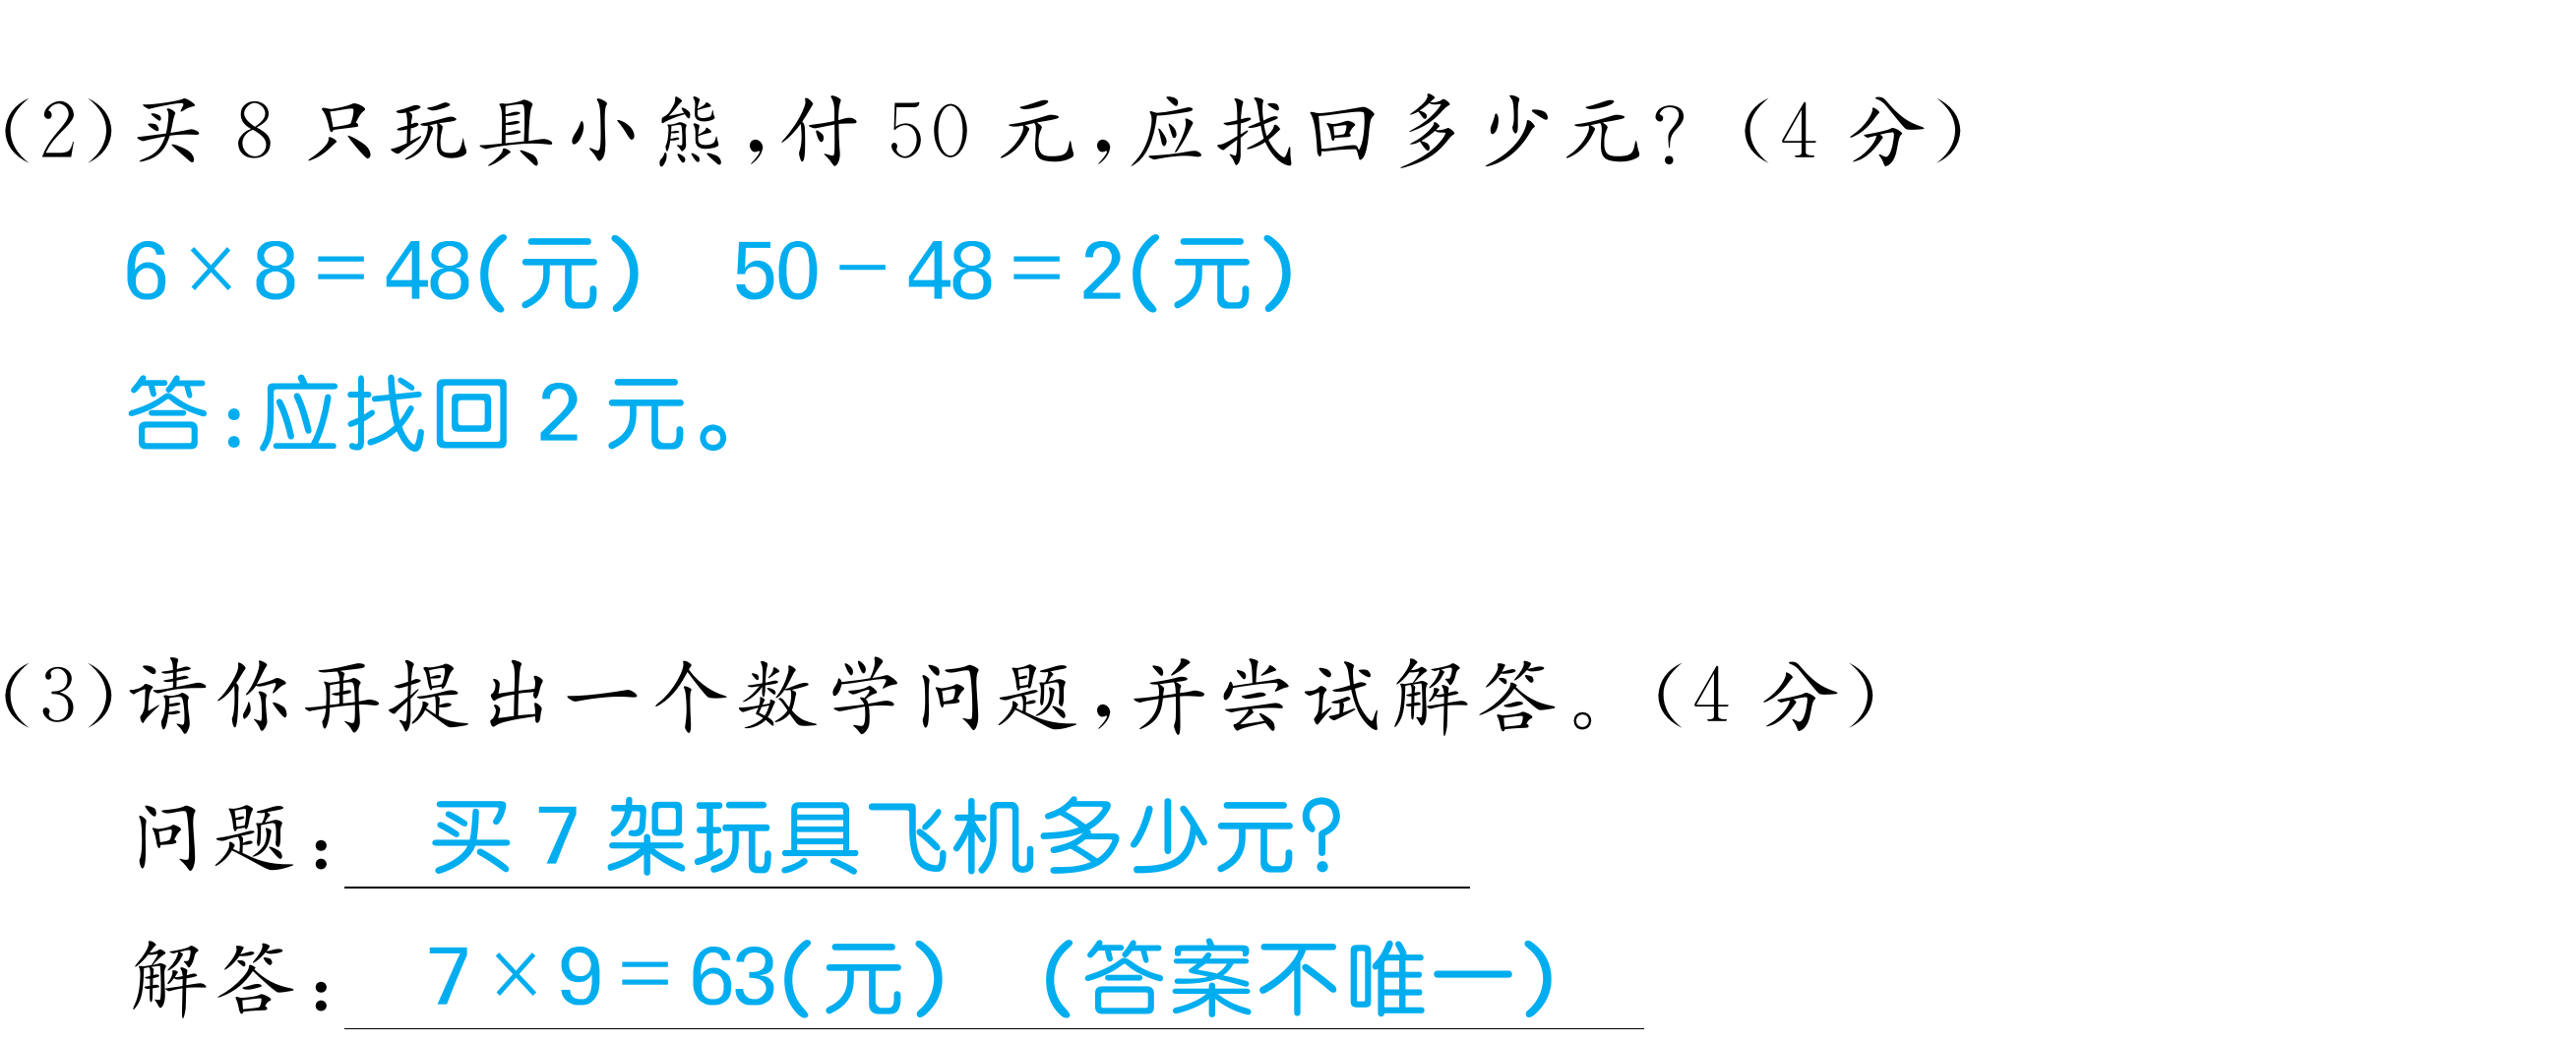 (2)买 8 只玩具小熊,付 50 元,应找回多少元?(4 分)
6×8=48(元) 50-48=2(元)
答:应找回 2 元。
(3)请你再提出一个数学问题,并尝试解答。(4 分)
问题: 买 7 架玩具飞机多少元?
解答: 7×9=63(元) (答案不唯一)